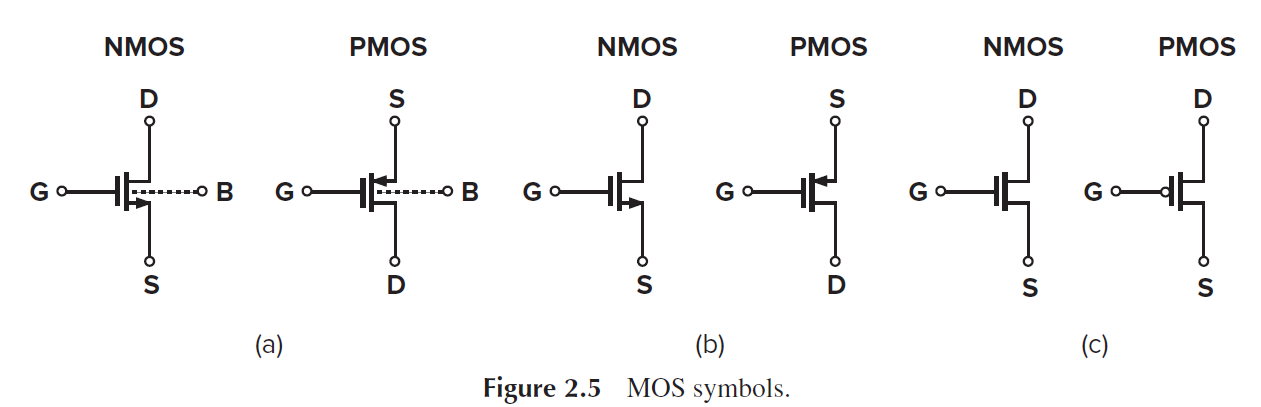 NMOS PMOS NMOS PMOS NMOS PMOS
D S D S D D
G B G B G G G G
S D S D S S
(a) (b) (c)
Figure 2.5 MOS symbols.